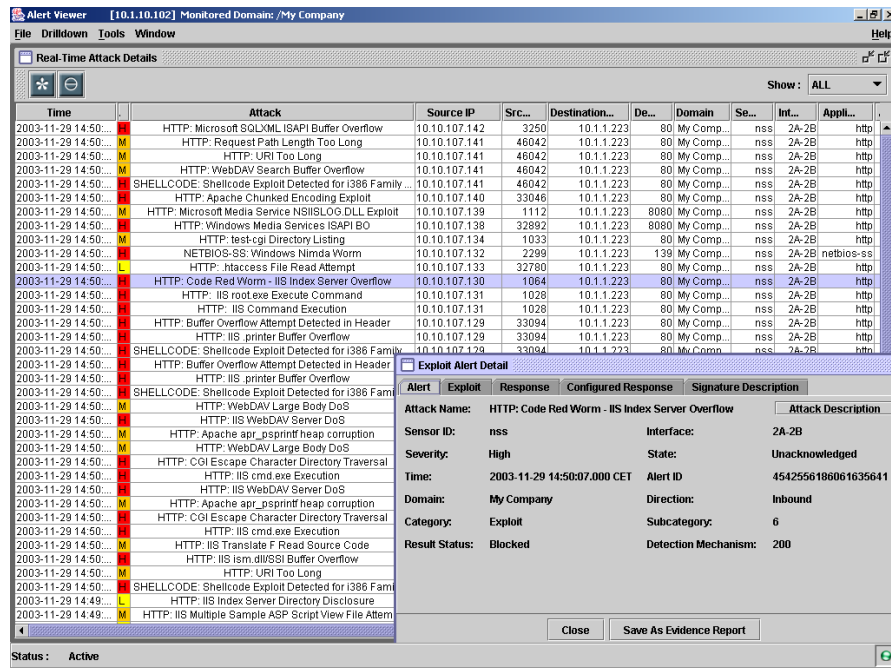 Alert Viewer [10.1.10.102] Monitored Domain: /My Company
File Drilldown Tools Window Help
Real-Time Attack Details
Show : ALL
Time . Attack Source IP Src... Destination... De... Domain Se... Int... Appli...
2003-11-29 14:50:... H HTTP: Microsoft SQLXML ISAPI Buffer Overflow 10.10.107.142 3250 10.1.1.223 80 My Comp... nss 2A-2B http
2003-11-29 14:50:... M HTTP: Request Path Length Too Long 10.10.107.141 46042 10.1.1.223 80 My Comp... nss 2A-2B http
2003-11-29 14:50:... M HTTP: URI Too Long 10.10.107.141 46042 10.1.1.223 80 My Comp... nss 2A-2B http
2003-11-29 14:50:... M HTTP: WebDAV Search Buffer Overflow 10.10.107.141 46042 10.1.1.223 80 My Comp... nss 2A-2B http
2003-11-29 14:50:... H SHELLCODE: Shellcode Exploit Detected for i386 Family ... 10.10.107.141 46042 10.1.1.223 80 My Comp... nss 2A-2B http
2003-11-29 14:50:... H HTTP: Apache Chunked Encoding Exploit 10.10.107.140 33046 10.1.1.223 80 My Comp... nss 2A-2B http
2003-11-29 14:50:... M HTTP: Microsoft Media Service NSIISLOG.DLL Exploit 10.10.107.139 1112 10.1.1.223 8080 My Comp... nss 2A-2B http
2003-11-29 14:50:... H HTTP: Windows Media Services ISAPI BO 10.10.107.138 32892 10.1.1.223 8080 My Comp... nss 2A-2B http
2003-11-29 14:50:... M HTTP: test-cgi Directory Listing 10.10.107.134 1033 10.1.1.223 80 My Comp... nss 2A-2B http
2003-11-29 14:50:... H NETBIOS-SS: Windows Nimda Worm 10.10.107.132 2299 10.1.1.223 139 My Comp... nss 2A-2B netbios-ss
2003-11-29 14:50:... L HTTP: .htaccess File Read Attempt 10.10.107.133 32780 10.1.1.223 80 My Comp... nss 2A-2B http
2003-11-29 14:50:... H HTTP: Code Red Worm - IIS Index Server Overflow 10.10.107.130 1064 10.1.1.223 80 My Comp... nss 2A-2B http
2003-11-29 14:50:... H HTTP: IIS root.exe Execute Command 10.10.107.131 1028 10.1.1.223 80 My Comp... nss 2A-2B http
2003-11-29 14:50:... H HTTP: IIS Command Execution 10.10.107.131 1028 10.1.1.223 80 My Comp... nss 2A-2B http
2003-11-29 14:50:... H HTTP: Buffer Overflow Attempt Detected in Header 10.10.107.129 33094 10.1.1.223 80 My Comp... nss 2A-2B http
2003-11-29 14:50:... H HTTP: IIS .printer Buffer Overflow 10.10.107.129 33094 10.1.1.223 80 My Comp... nss 2A-2B http
2003-11-29 14:50:... H SHELLCODE: Shellcode Exploit Detected for i386 Family 10.10.107.129 33094 10.1.1.223 80 My Comp nss 2A-2B http
2003-11-29 14:50:... H HTTP: Buffer Overflow Attempt Detected in Header
2003-11-29 14:50:... H HTTP: IIS .printer Buffer Overflow
2003-11-29 14:50:... H SHELLCODE: Shellcode Exploit Detected for i386 Fami
2003-11-29 14:50:... M HTTP: WebDAV Large Body DoS
2003-11-29 14:50:... H HTTP: IIS WebDAV Server DoS
2003-11-29 14:50:... M HTTP: Apache apr_psprintf heap corruption
2003-11-29 14:50:... M HTTP: WebDAV Large Body DoS
2003-11-29 14:50:... H HTTP: CGI Escape Character Directory Traversal
2003-11-29 14:50:... H HTTP: IIS cmd.exe Execution
2003-11-29 14:50:... H HTTP: IIS WebDAV Server DoS
2003-11-29 14:50:... M HTTP: Apache apr_psprintf heap corruption
2003-11-29 14:50:... H HTTP: CGI Escape Character Directory Traversal
2003-11-29 14:50:... H HTTP: IIS cmd.exe Execution
2003-11-29 14:50:... M HTTP: IIS Translate F Read Source Code
2003-11-29 14:50:... H HTTP: IIS ism.dll/SSI Buffer Overflow
2003-11-29 14:50:... M HTTP: URI Too Long
2003-11-29 14:50:... H SHELLCODE: Shellcode Exploit Detected for i386 Fami
2003-11-29 14:49:... L HTTP: IIS Index Server Directory Disclosure
2003-11-29 14:49:... M HTTP: IIS Multiple Sample ASP Script View File Attem
Exploit Alert Detail
Alert Exploit Response Configured Response Signature Description
Attack Name: HTTP: Code Red Worm - IIS Index Server Overflow Attack Description
Sensor ID: nss Interface: 2A-2B
Severity: High State: Unacknowledged
Time: 2003-11-29 14:50:07.000 CET Alert ID 4542556186061635641
Domain: My Company Direction: Inbound
Category: Exploit Subcategory: 6
Result Status: Blocked Detection Mechanism: 200
Close Save As Evidence Report
Status : Active